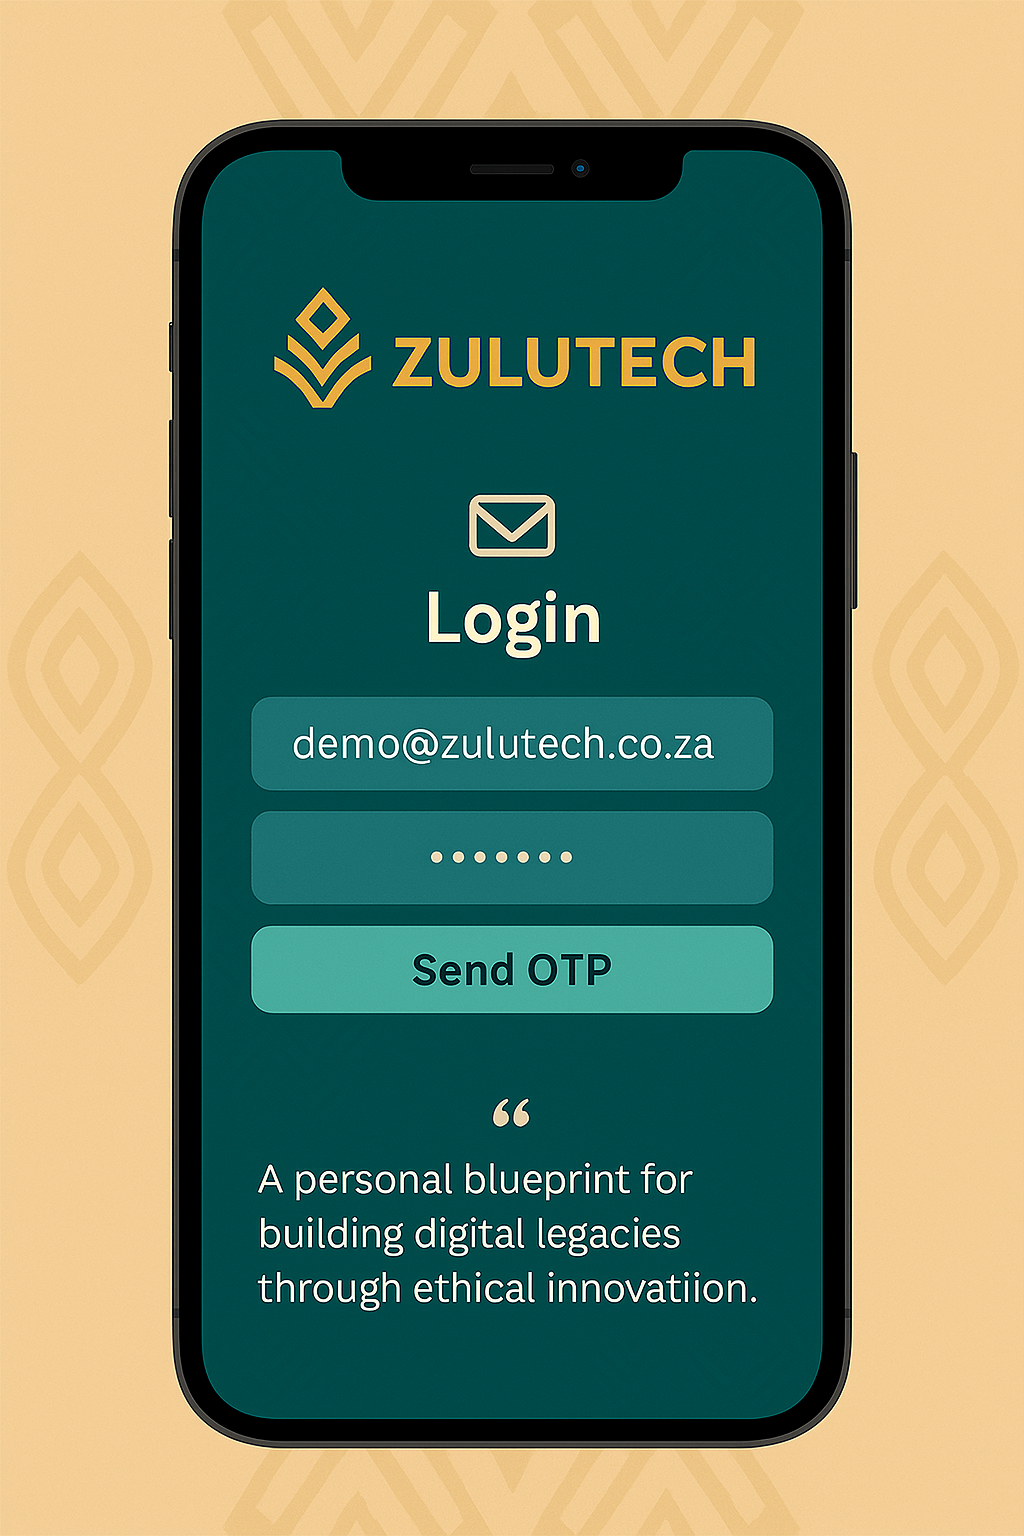 ZULUTECH
Login
demo@zulutech.co.za
•••••••
Send OTP
“
A personal blueprint for
building digital legacies
through ethical innovatiion.